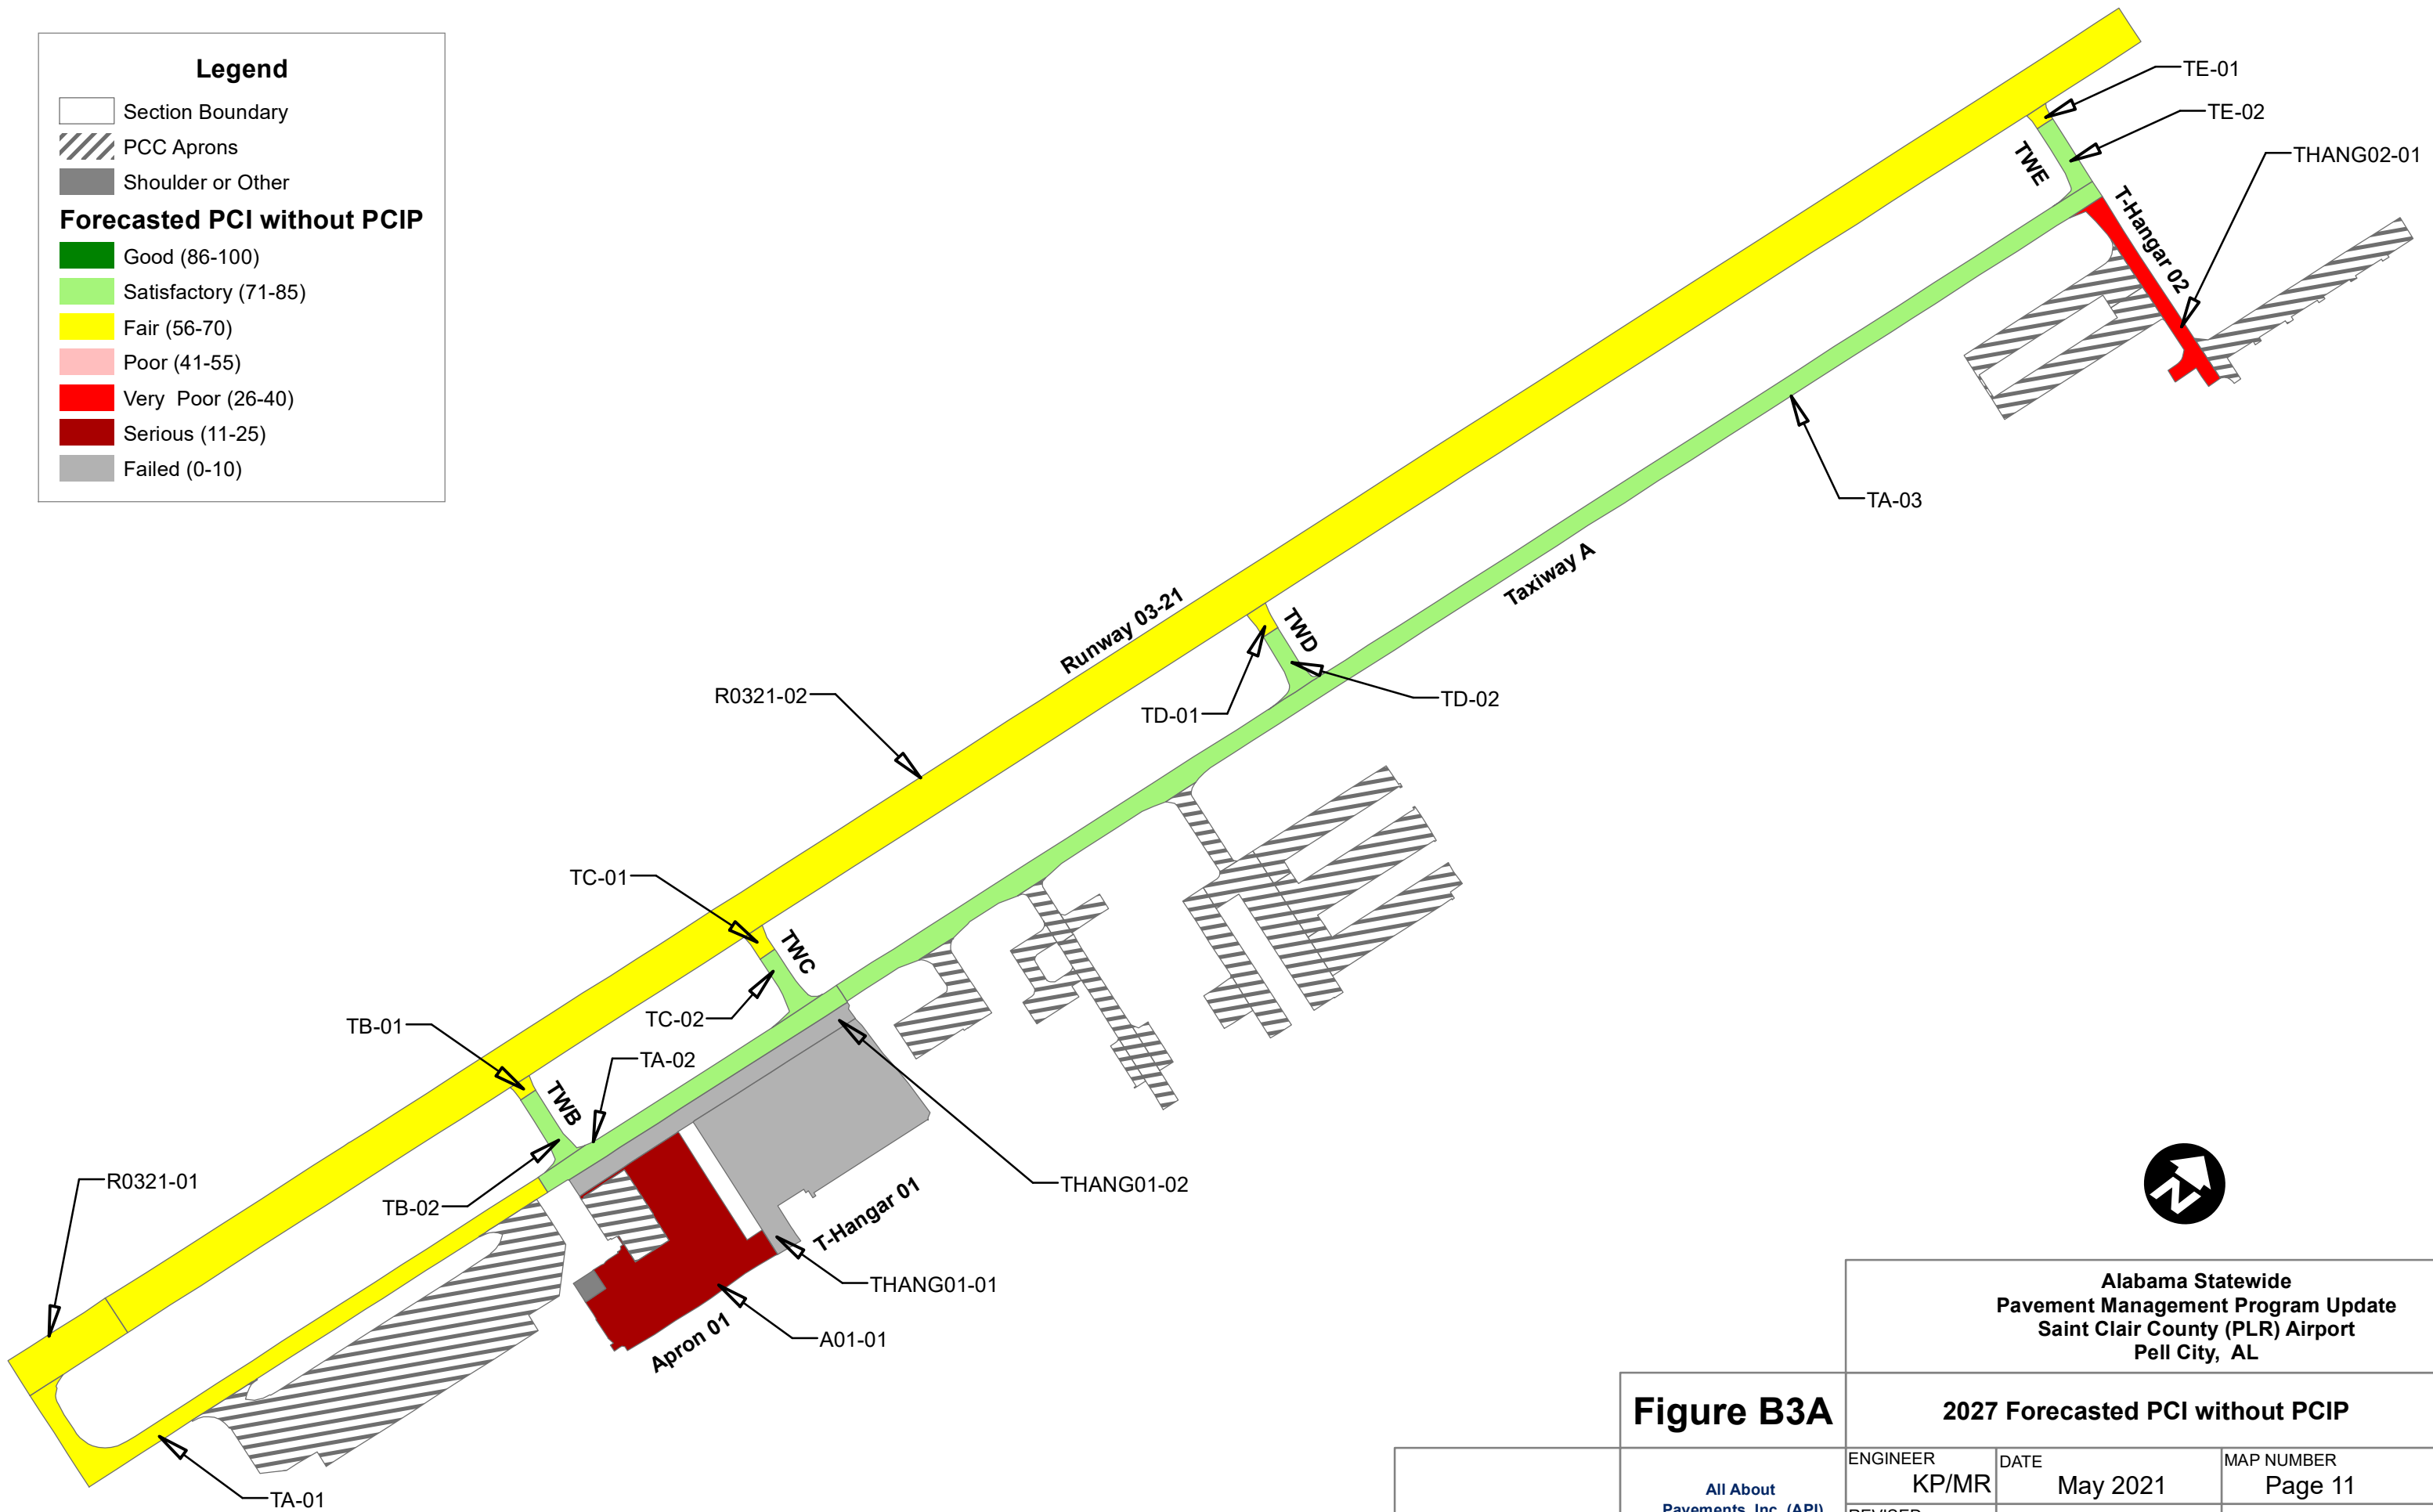 Legend
Section Boundary
PCC Aprons
Shoulder or Other
Forecasted PCI without PCIP
Good (86-100)
Satisfactory (71-85)
Fair (56-70)
Poor (41-55)
Very Poor (26-40)
Serious (11-25)
Failed (0-10)
TE-01
TE-02
THANG02-01
TWE
T-Hangar 02
TA-03
Taxiway A
Runway 03-21
TWD
R0321-02
TD-01
TD-02
TC-01
TWC
TC-02
TB-01
TA-02
TWB
R0321-01
TB-02
THANG01-02
T-Hangar 01
THANG01-01
A01-01
Apron 01
TA-01
N
Alabama Statewide
Pavement Management Program Update
Saint Clair County (PLR) Airport
Pell City, AL
Figure B3A
2027 Forecasted PCI without PCIP
ENGINEER
KP/MR
DATE
May 2021
MAP NUMBER
Page 11
All About
Pavements, Inc. (API)
REVISED